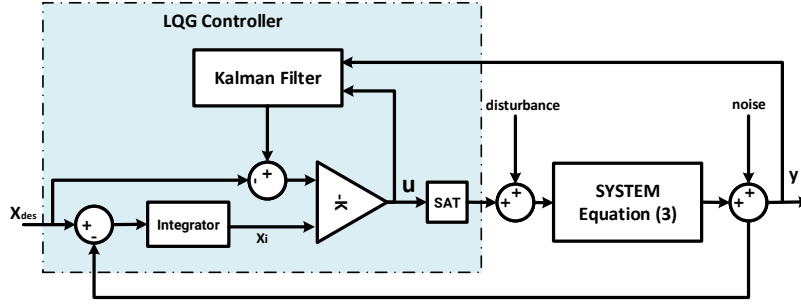 LQG Controller
Kalman Filter
disturbance
noise
- +
-K
u
y
Xdes
+
-
Integrator
Xi
SAT
+
+
SYSTEM
Equation (3)
+
+